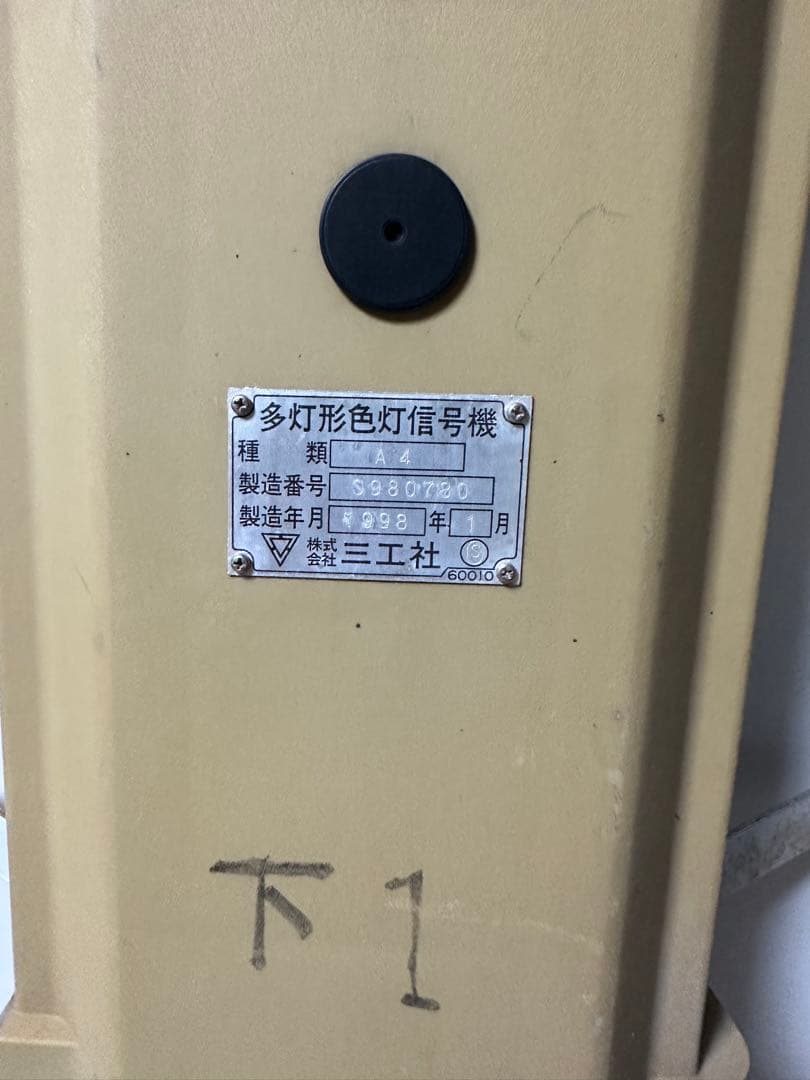 多灯形色灯信号機
種 類 A4
製造番号 S980780
製造年月 1998 年 1 月
株式会社 三工社 IS
60010
下1